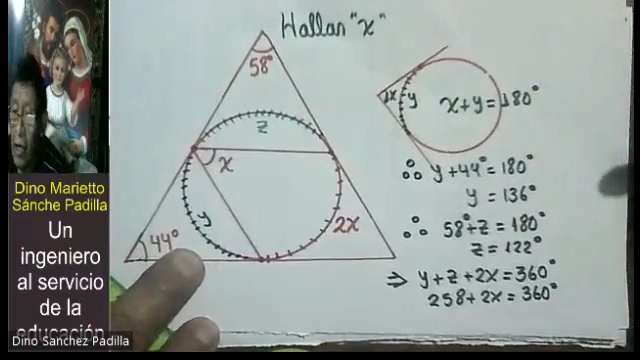 Hallar "x"
58°
z
x
y
44°
2x
x
y
x+y=180°
∴ y+44°=180°
y=136°
∴ 58°+z=180°
z=122°
⇒ y+z+2x=360°
258+2x=360°
Dino Marietto
Sánche Padilla
Un
ingeniero
al servicio
de la
educación
Dino Sanchez Padilla